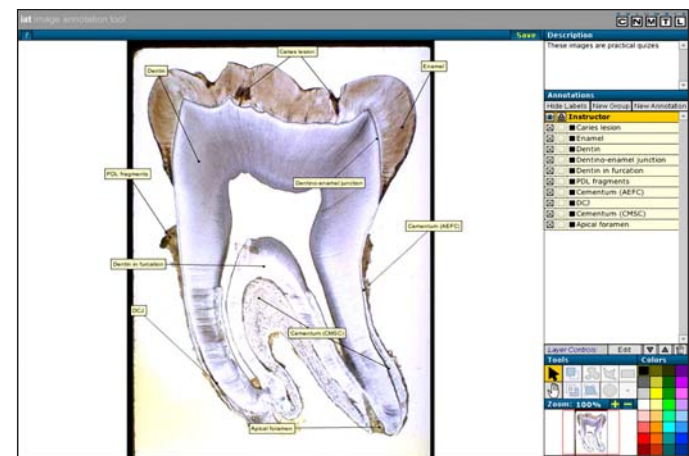 iat image annotation tool
C N M T L
?
Save
Description
These images are practical quizes
Annotations
Hide Labels New Group New Annotation
Instructor
Caries lesion
Enamel
Dentin
Dentino-enamel junction
Dentin in furcation
PDL fragments
Cementum (AEFC)
DCJ
Cementum (CMSC)
Apical foramen
Layer Controls: Edit
Tools
Colors
Zoom: 100%
Caries lesion
Dentin
Enamel
PDL fragments
Dentino-enamel junction
Cementum (AEFC)
Dentin in furcation
DCJ
Cementum (CMSC)
Apical foramen